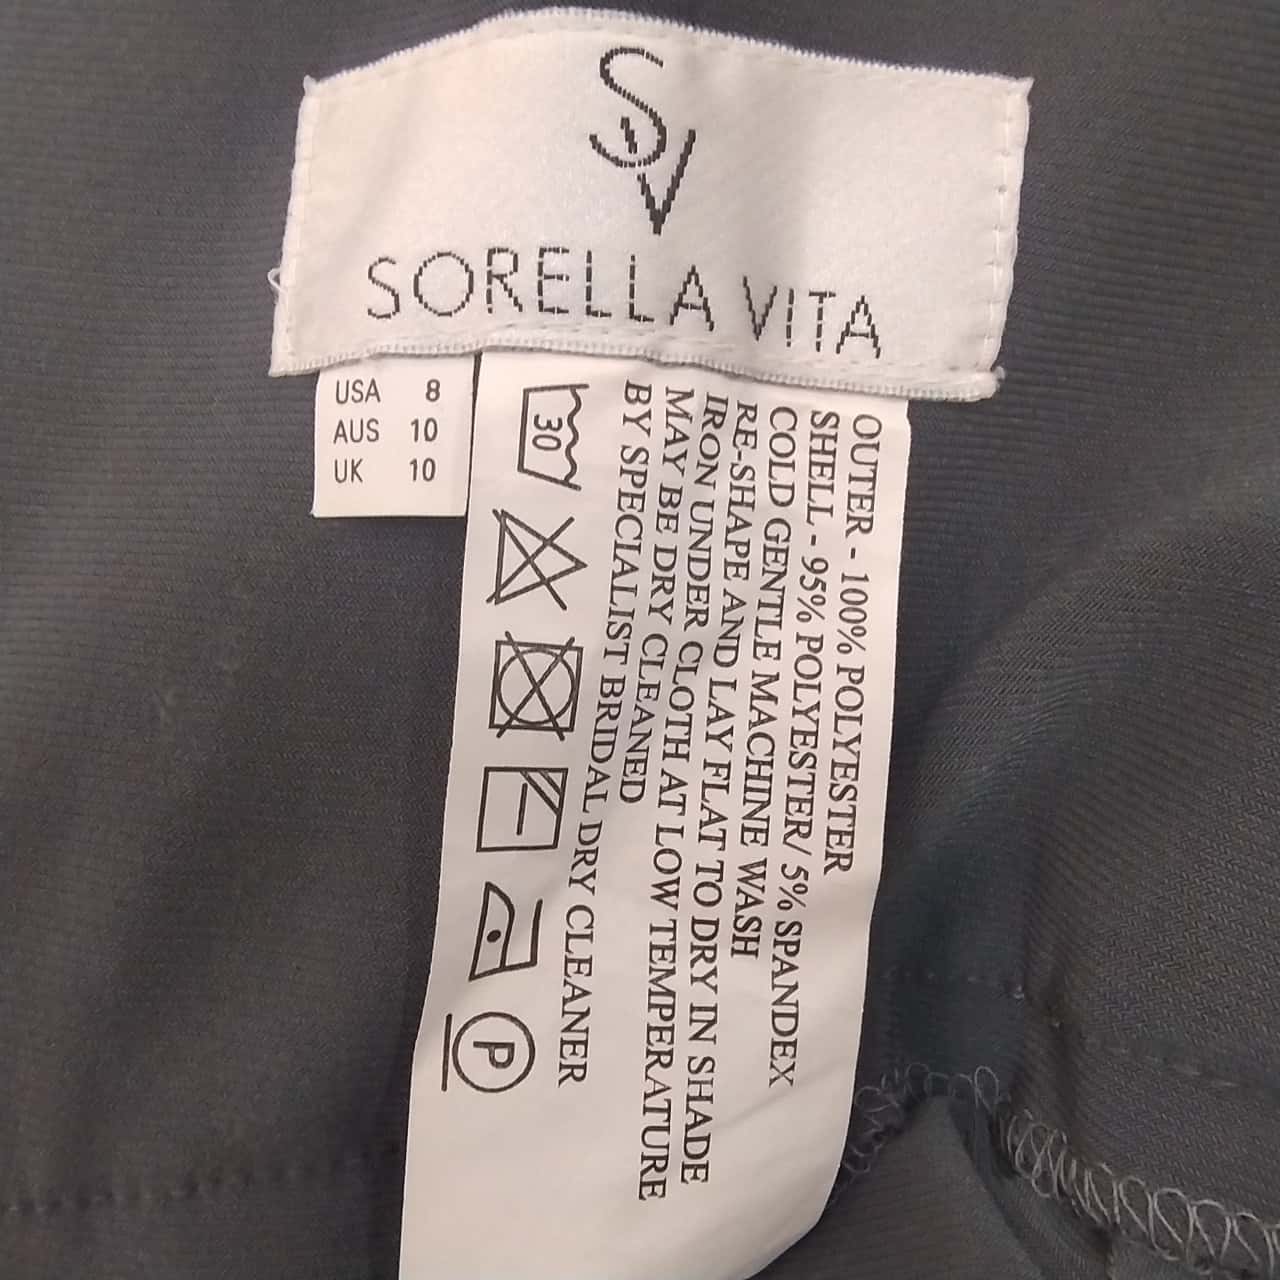 SV
SORELLA VITA
USA 8
AUS 10
UK 10
OUTER - 100% POLYESTER
SHELL - 95% POLYESTER/ 5% SPANDEX
COLD GENTLE MACHINE WASH
RE-SHAPE AND LAY FLAT TO DRY IN SHADE
IRON UNDER CLOTH AT LOW TEMPERATURE
MAY BE DRY CLEANED
BY SPECIALIST BRIDAL DRY CLEANER
30
P